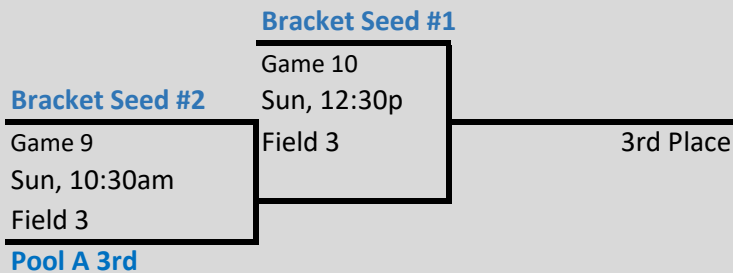 Bracket Seed #1
Game 10
Bracket Seed #2
Sun, 12:30p
Game 9
Field 3
3rd Place
Sun, 10:30am
Field 3
Pool A 3rd